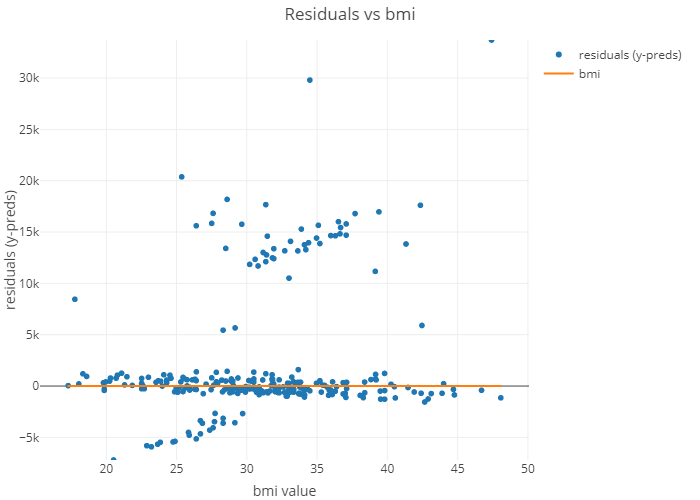 Residuals vs bmi
residuals (y-preds)
bmi
30k
25k
20k
15k
10k
5k
0
−5k
residuals (y-preds)
20
25
30
35
40
45
50
bmi value